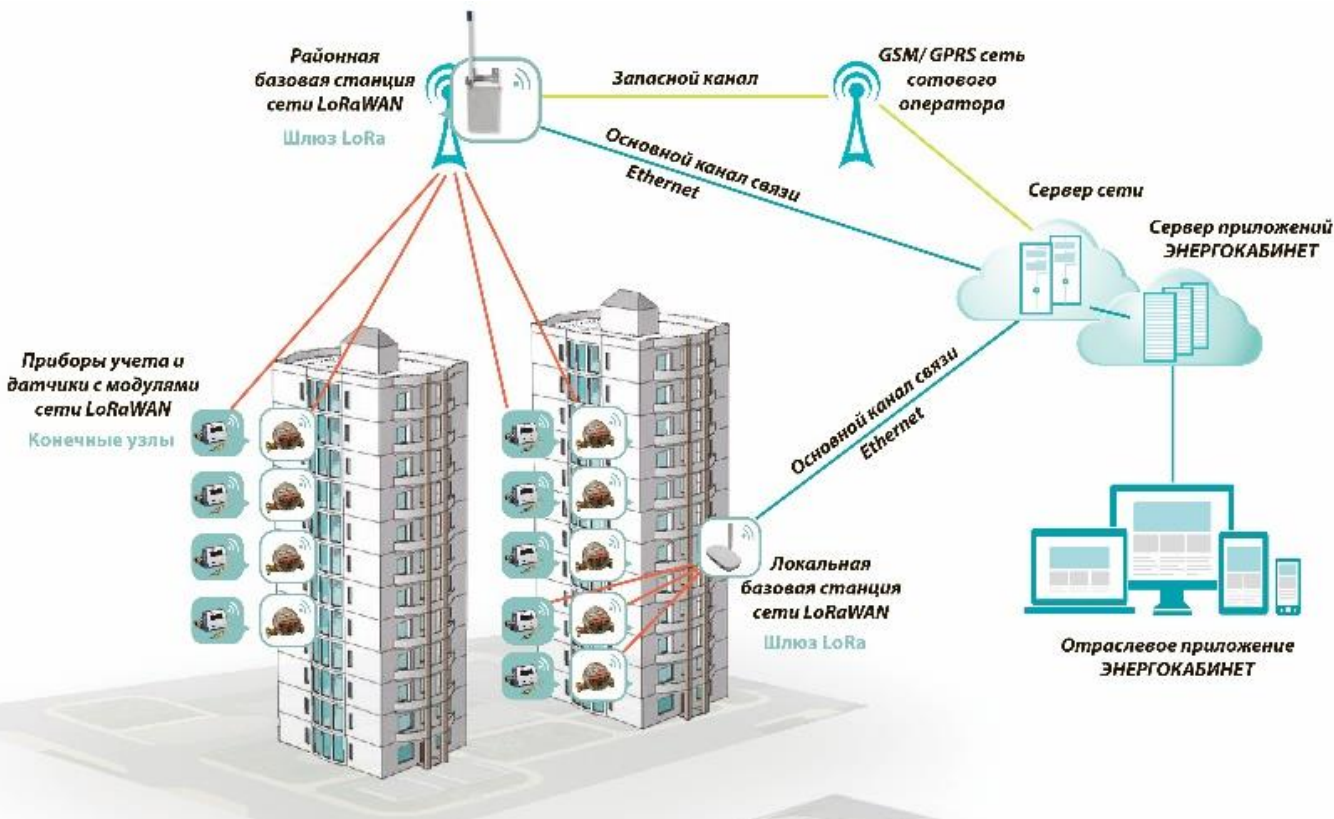 Районная
базовая станция
сети LoRaWAN
Шлюз LoRa
Запасной канал
GSM/ GPRS сеть
сотового
оператора
Основной канал связи
Ethernet
Сервер сети
Сервер приложений
ЭНЕРГОКАБИНЕТ
Приборы учета и
датчики с модулями
сети LoRaWAN
Конечные узлы
Основной канал связи
Ethernet
Локальная
базовая станция
сети LoRaWAN
Шлюз LoRa
Отраслевое приложение
ЭНЕРГОКАБИНЕТ